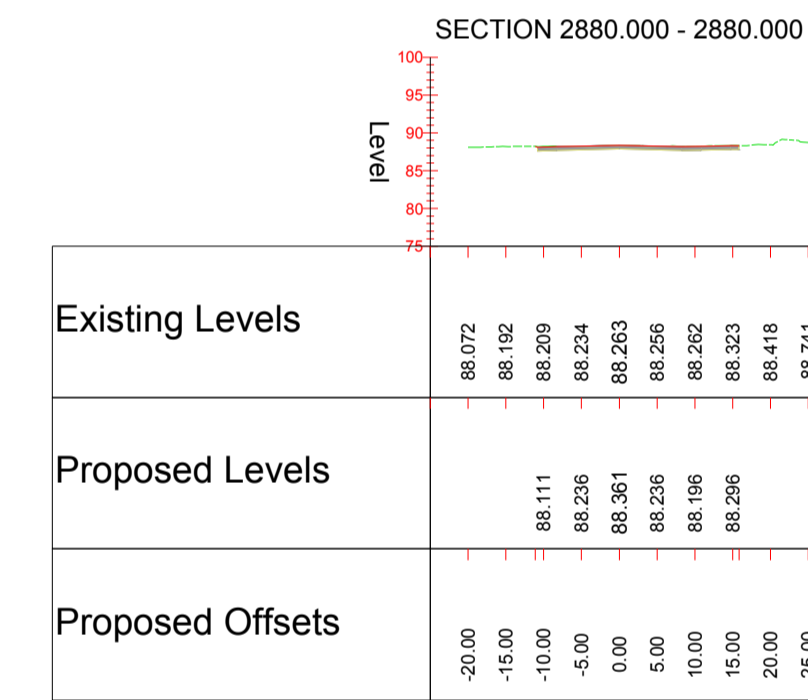 SECTION 2880.000 - 2880.000
100
95
90
85
80
75
Level
Existing Levels
88.072 88.192 88.209 88.234 88.263 88.256 88.262 88.323 88.418
Proposed Levels
88.111 88.236 88.361 88.236 88.196 88.296
Proposed Offsets
-20.00 -15.00 -10.00 -5.00 0.00 5.00 10.00 15.00 20.00